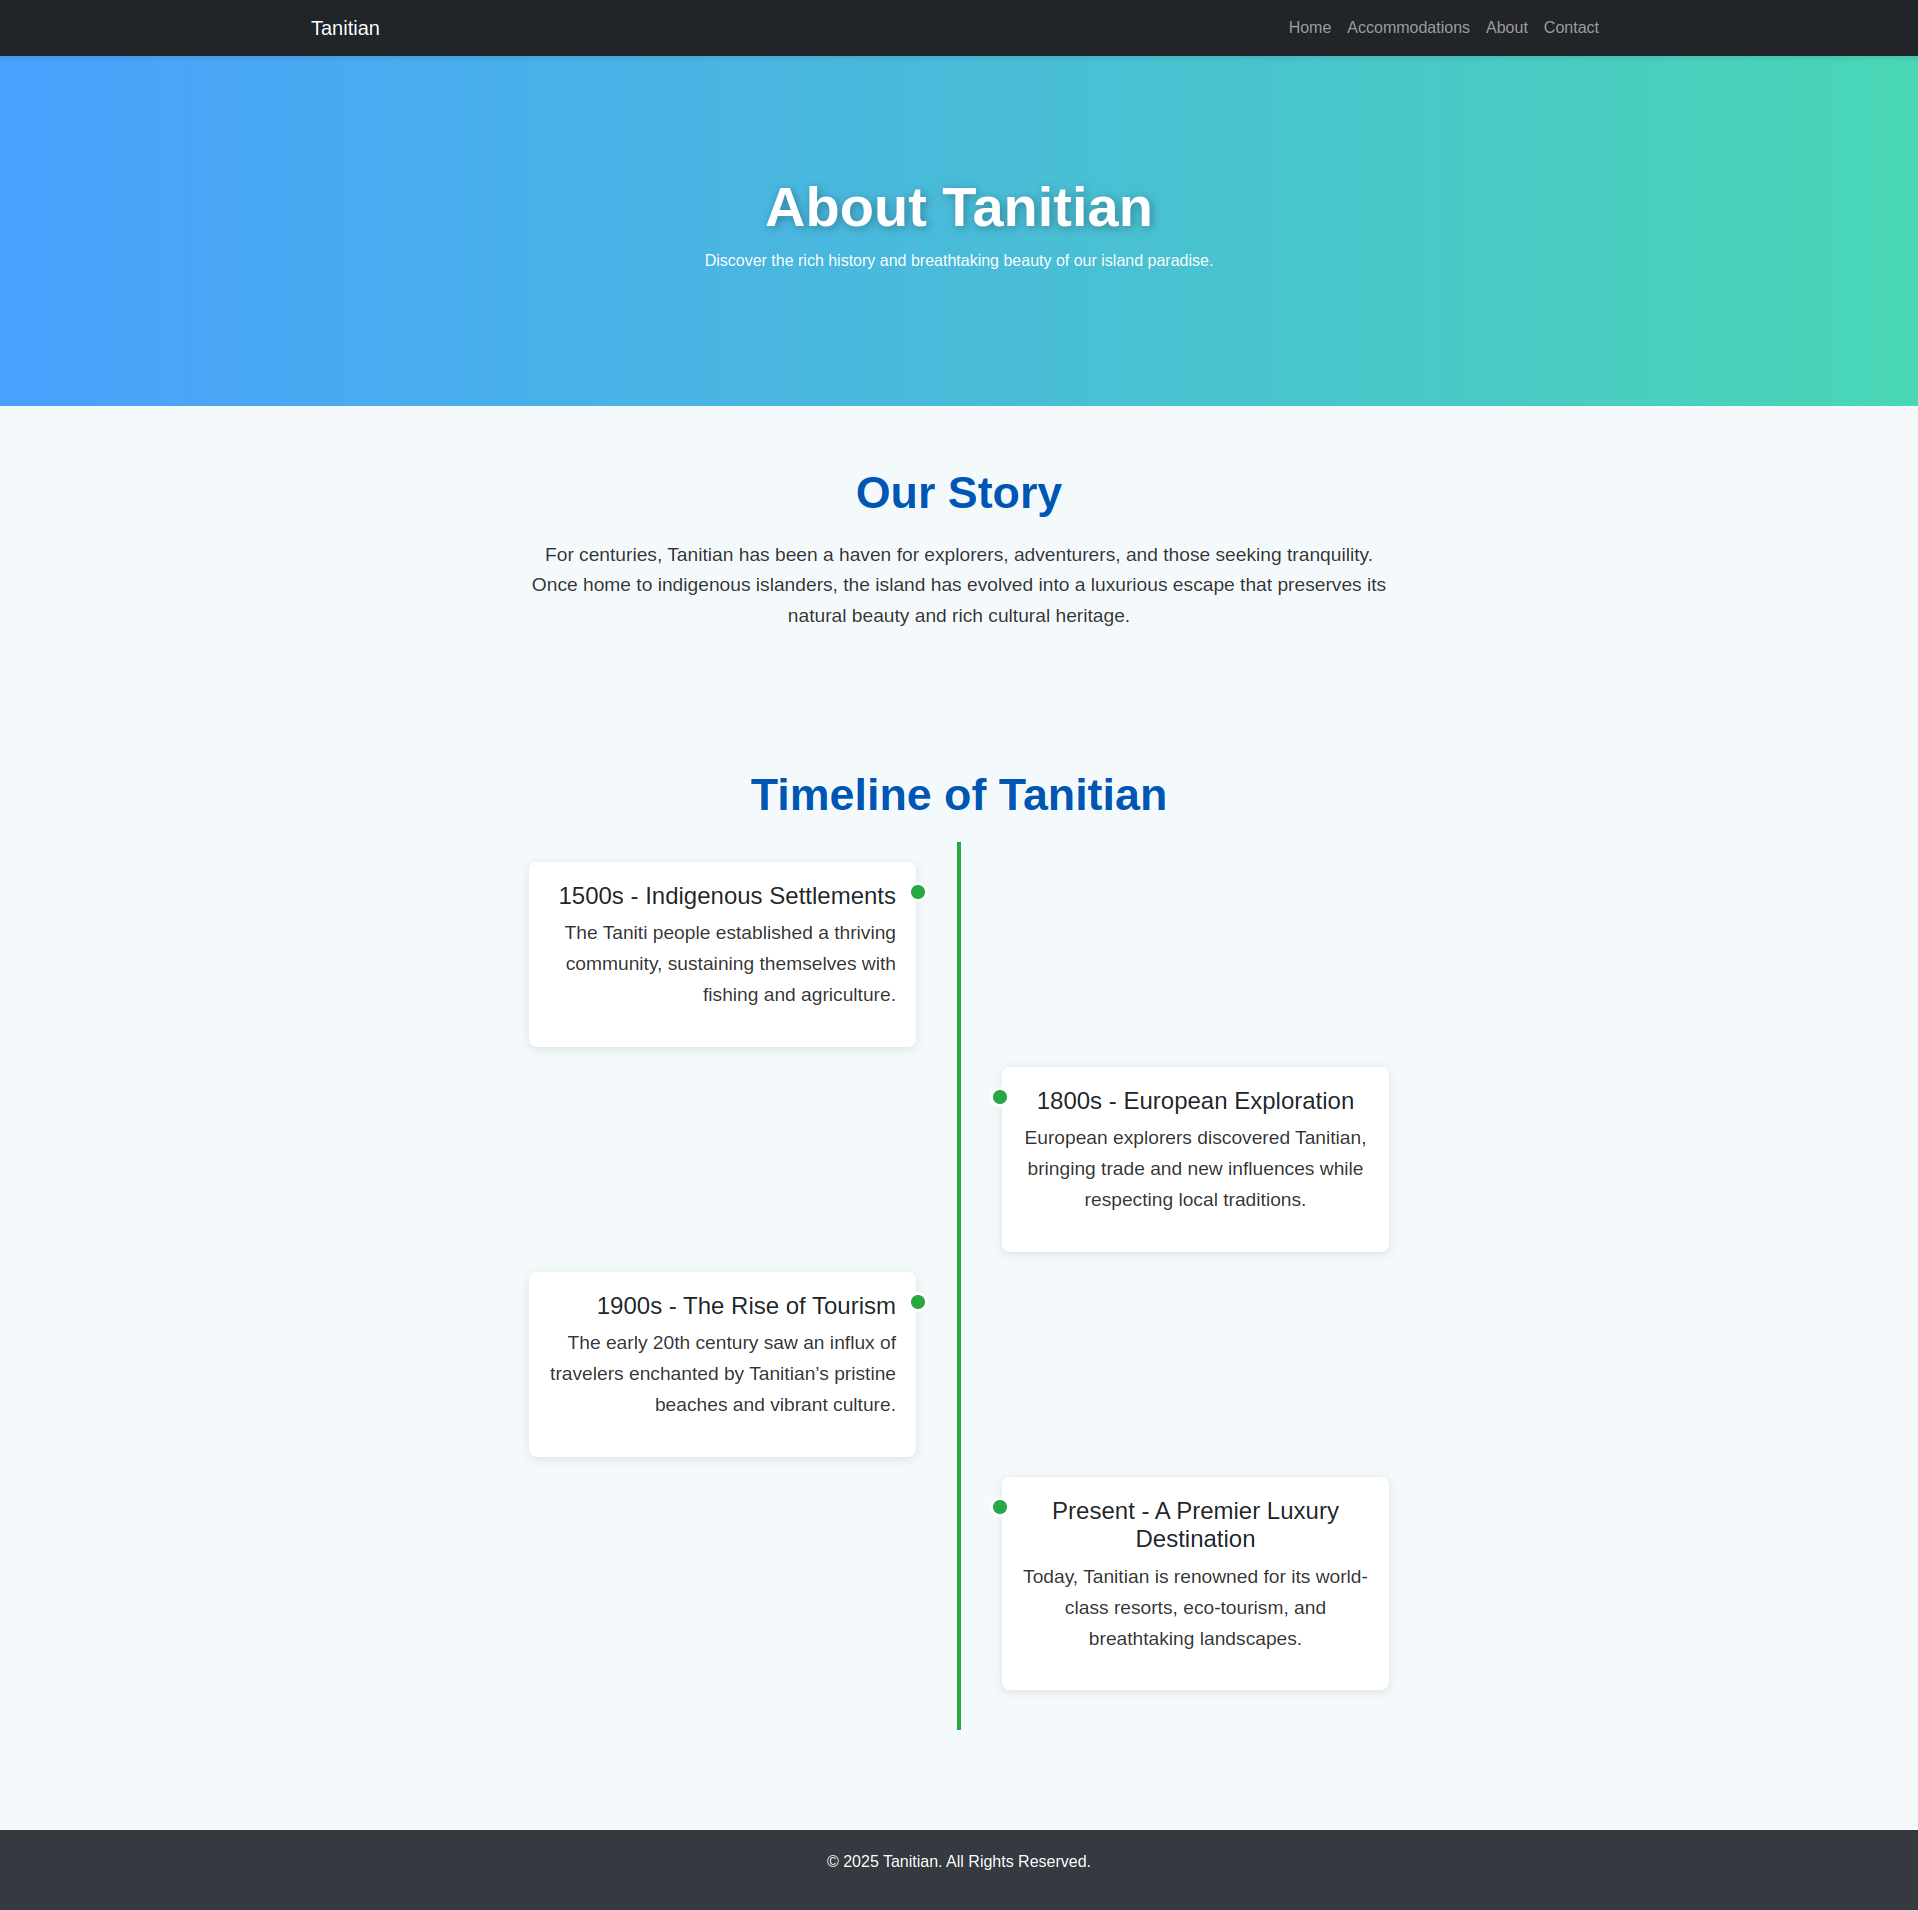 Tanitian
Home Accommodations About Contact
About Tanitian
Discover the rich history and breathtaking beauty of our island paradise.
Our Story
For centuries, Tanitian has been a haven for explorers, adventurers, and those seeking tranquility.
Once home to indigenous islanders, the island has evolved into a luxurious escape that preserves its
natural beauty and rich cultural heritage.
Timeline of Tanitian
1500s - Indigenous Settlements
The Taniti people established a thriving
community, sustaining themselves with
fishing and agriculture.
1800s - European Exploration
European explorers discovered Tanitian,
bringing trade and new influences while
respecting local traditions.
1900s - The Rise of Tourism
The early 20th century saw an influx of
travelers enchanted by Tanitian’s pristine
beaches and vibrant culture.
Present - A Premier Luxury
Destination
Today, Tanitian is renowned for its world-
class resorts, eco-tourism, and
breathtaking landscapes.
© 2025 Tanitian. All Rights Reserved.